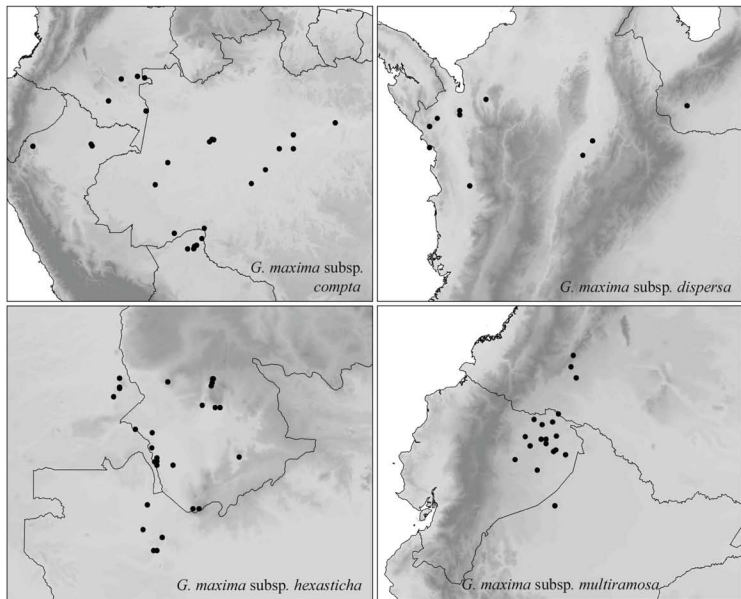 G. maxima subsp.
compta
G. maxima subsp. dispersa
G. maxima subsp. hexasticha
G. maxima subsp. multiramosa